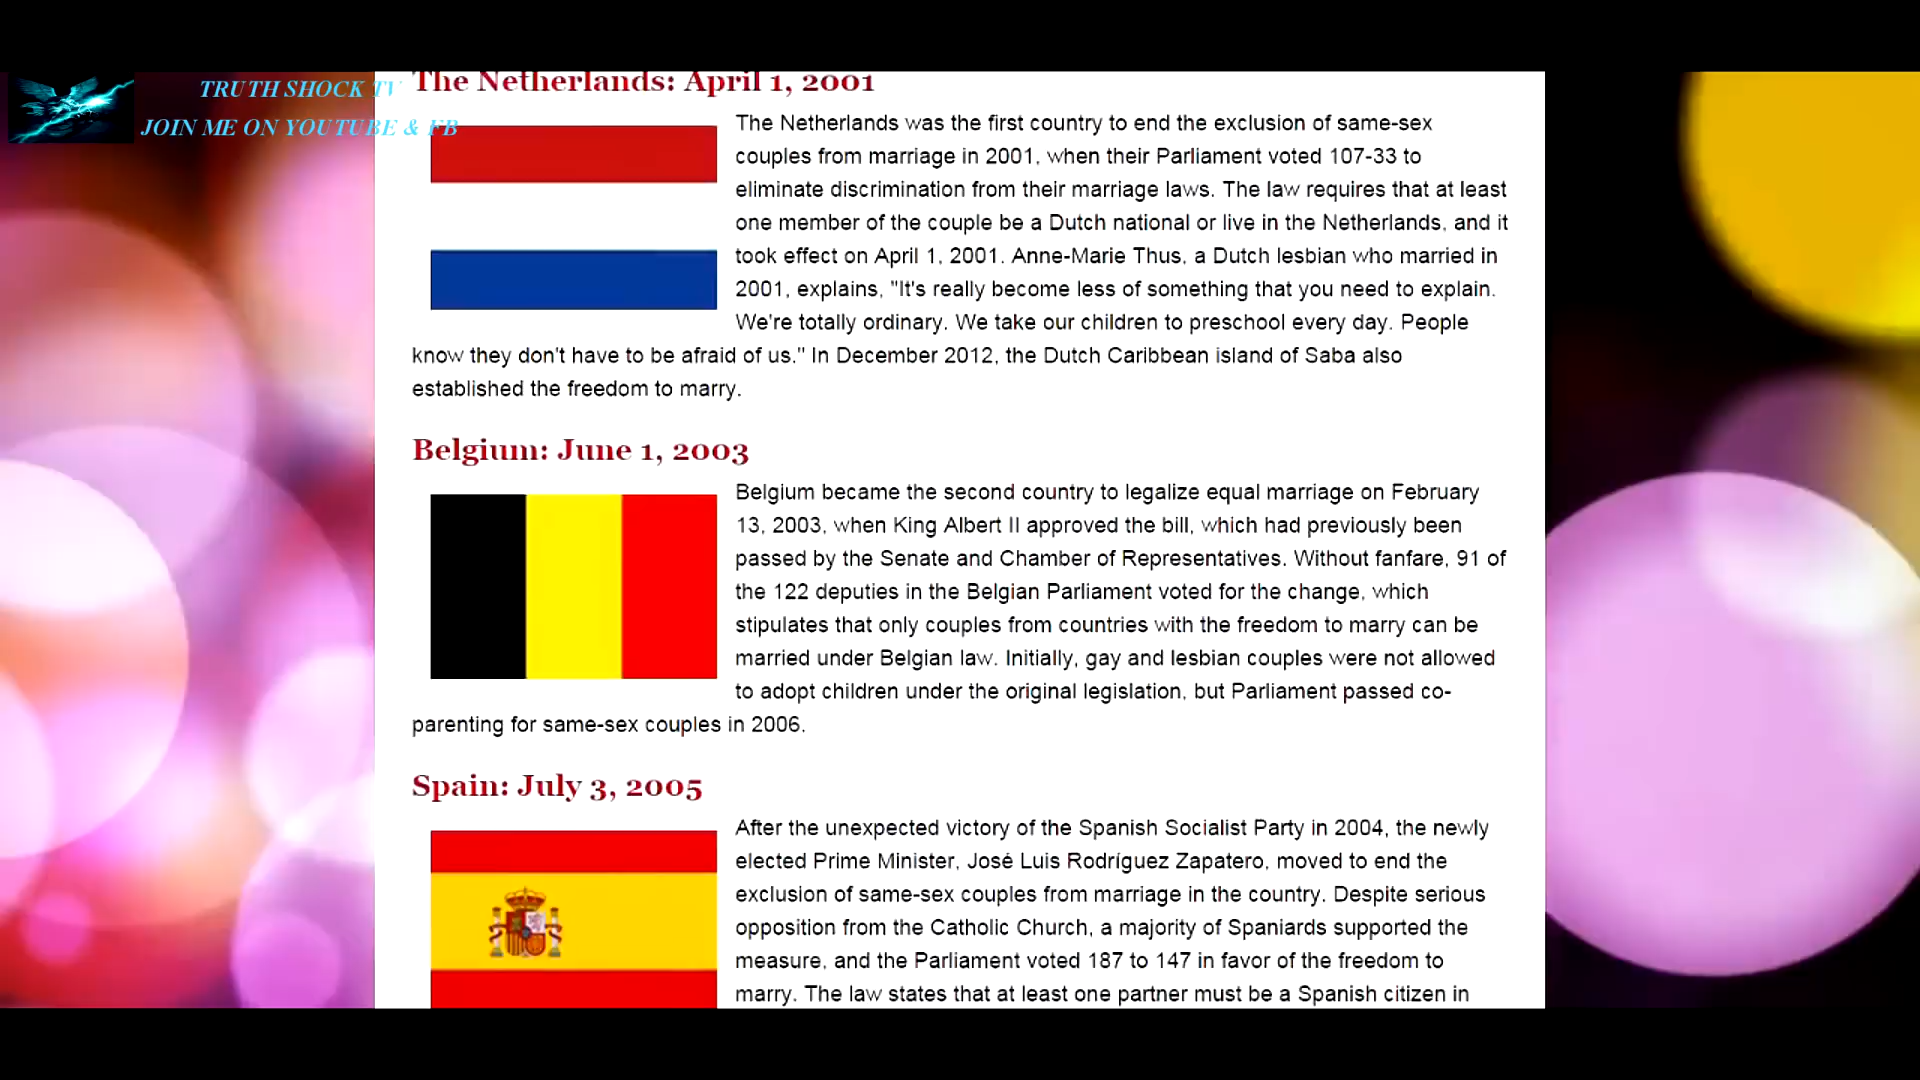 TRUTH SHOCK TV
JOIN ME ON YOUTUBE & FB
The Netherlands: April 1, 2001
The Netherlands was the first country to end the exclusion of same-sex
couples from marriage in 2001, when their Parliament voted 107-33 to
eliminate discrimination from their marriage laws. The law requires that at least
one member of the couple be a Dutch national or live in the Netherlands, and it
took effect on April 1, 2001. Anne-Marie Thus, a Dutch lesbian who married in
2001, explains, "It's really become less of something that you need to explain.
We're totally ordinary. We take our children to preschool every day. People
know they don't have to be afraid of us." In December 2012, the Dutch Caribbean island of Saba also
established the freedom to marry.
Belgium: June 1, 2003
Belgium became the second country to legalize equal marriage on February
13, 2003, when King Albert II approved the bill, which had previously been
passed by the Senate and Chamber of Representatives. Without fanfare, 91 of
the 122 deputies in the Belgian Parliament voted for the change, which
stipulates that only couples from countries with the freedom to marry can be
married under Belgian law. Initially, gay and lesbian couples were not allowed
to adopt children under the original legislation, but Parliament passed co-
parenting for same-sex couples in 2006.
Spain: July 3, 2005
After the unexpected victory of the Spanish Socialist Party in 2004, the newly
elected Prime Minister, José Luis Rodríguez Zapatero, moved to end the
exclusion of same-sex couples from marriage in the country. Despite serious
opposition from the Catholic Church, a majority of Spaniards supported the
measure, and the Parliament voted 187 to 147 in favor of the freedom to
marry. The law states that at least one partner must be a Spanish citizen in